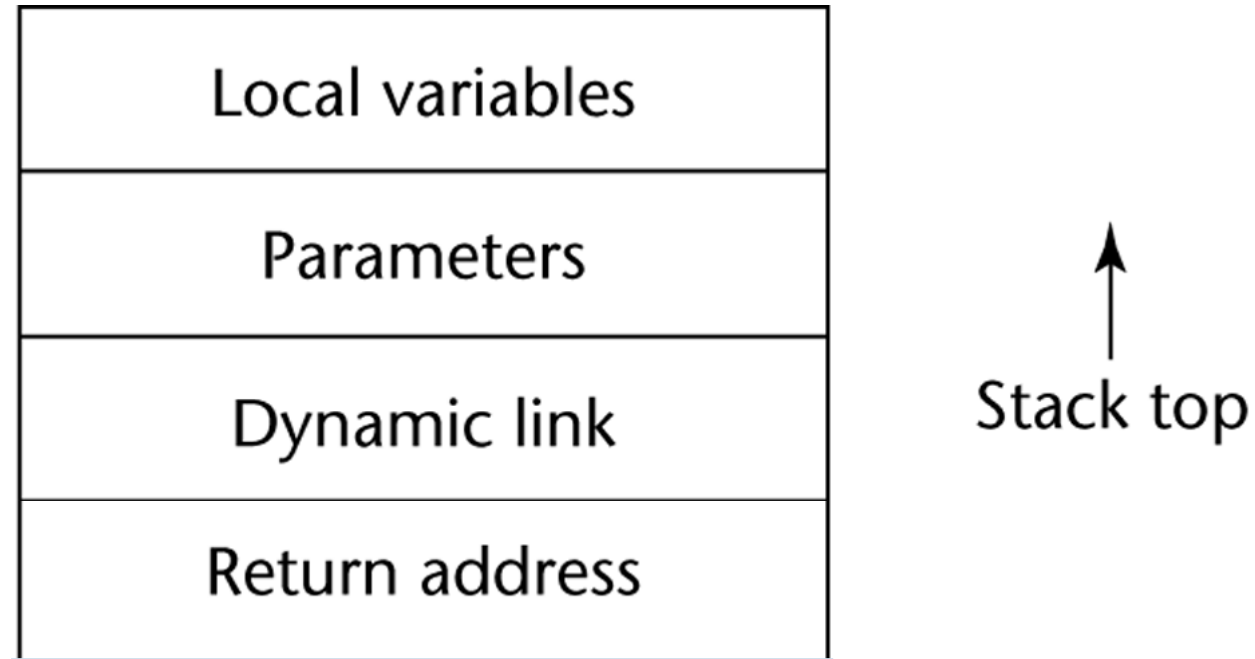 Local variables
Parameters
Dynamic link
Return address
Stack top